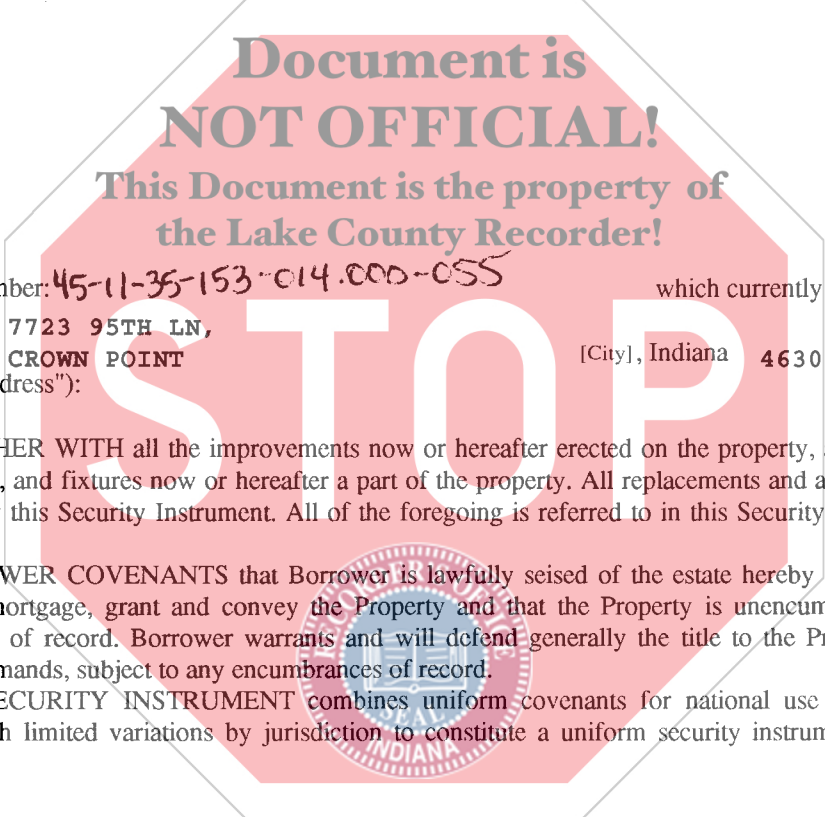 Document is
NOT OFFICIAL!
This Document is the property of
the Lake County Recorder!
nber: 45-11-35-153-014.000-055 which currently
7723 95TH LN,
CROWN POINT [City], Indiana 4630
dress"):
STOP
HER WITH all the improvements now or hereafter erected on the property,
, and fixtures now or hereafter a part of the property. All replacements and a
this Security Instrument. All of the foregoing is referred to in this Security
WER COVENANTS that Borrower is lawfully seised of the estate hereby
nortgage, grant and convey the Property and that the Property is unencum
of record. Borrower warrants and will defend generally the title to the Pr
mands, subject to any encumbrances of record.
ECURITY INSTRUMENT combines uniform covenants for national use
h limited variations by jurisdiction to constitute a uniform security instrum
SEAL
INDIANA